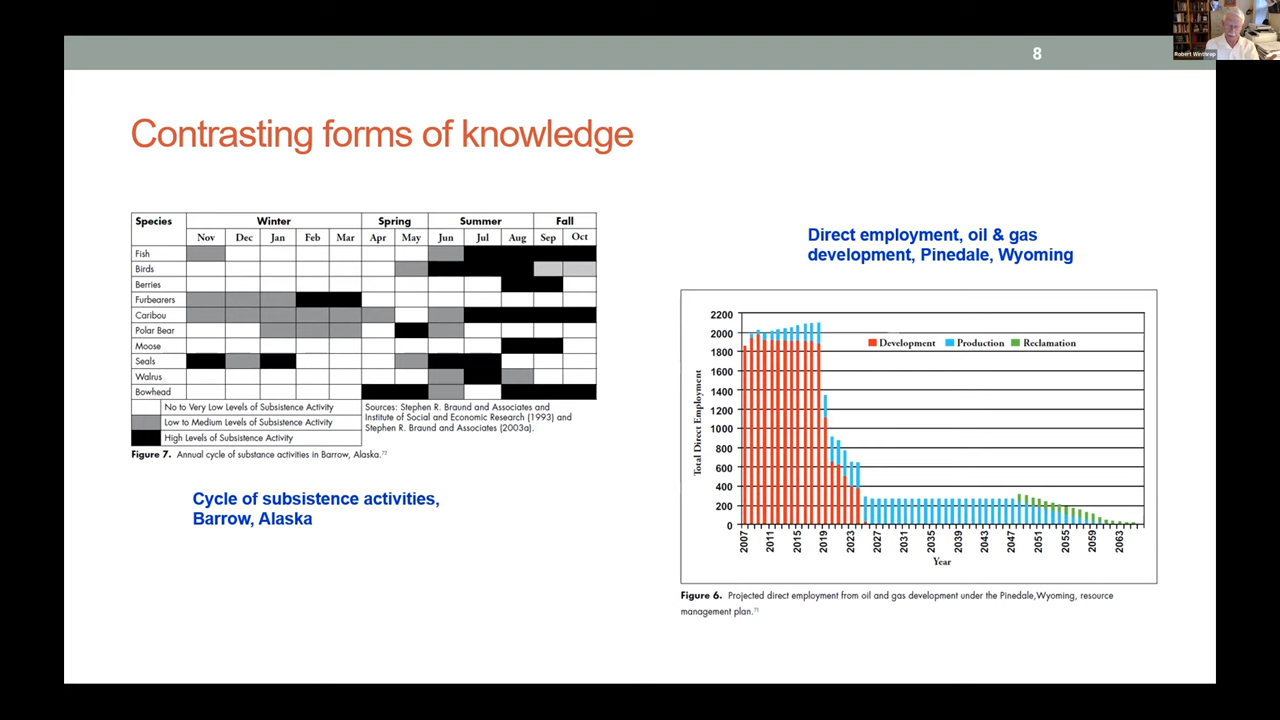 8
Robert Winthrop
Contrasting forms of knowledge
Species Winter Spring Summer Fall
Nov Dec Jan Feb Mar Apr May Jun Jul Aug Sep Oct
Fish
Birds
Berries
Furbearers
Caribou
Polar Bear
Moose
Seals
Walrus
Bowhead
No to Very Low Levels of Subsistence Activity
Low to Medium Levels of Subsistence Activity
High Levels of Subsistence Activity
Sources: Stephen R. Braund and Associates and
Institute of Social and Economic Research (1993) and
Stephen R. Braund and Associates (2003a).
Figure 7. Annual cycle of substance activities in Barrow, Alaska.72
Cycle of subsistence activities,
Barrow, Alaska
Direct employment, oil & gas
development, Pinedale, Wyoming
Total Direct Employment
2200
2000
1800
1600
1400
1200
1000
800
600
400
200
0
Development Production Reclamation
2007 2011 2015 2019 2023 2027 2031 2035 2039 2043 2047 2051 2055 2059 2063
Year
Figure 6. Projected direct employment from oil and gas development under the Pinedale, Wyoming, resource
management plan.71